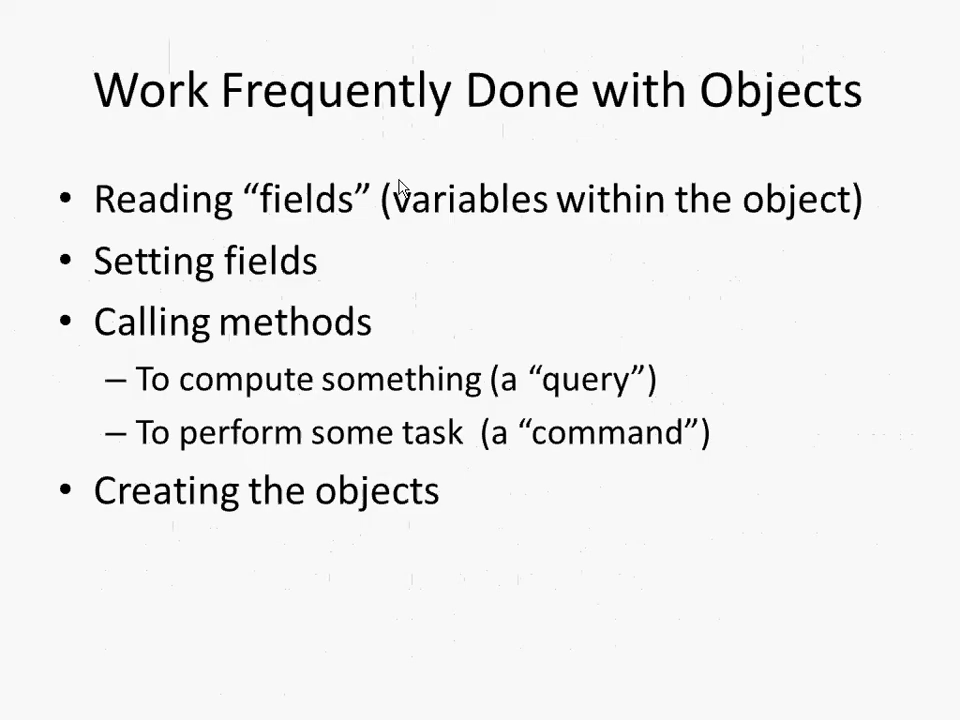 Work Frequently Done with Objects
• Reading “fields” (variables within the object)
• Setting fields
• Calling methods
– To compute something (a “query”)
– To perform some task  (a “command”)
• Creating the objects